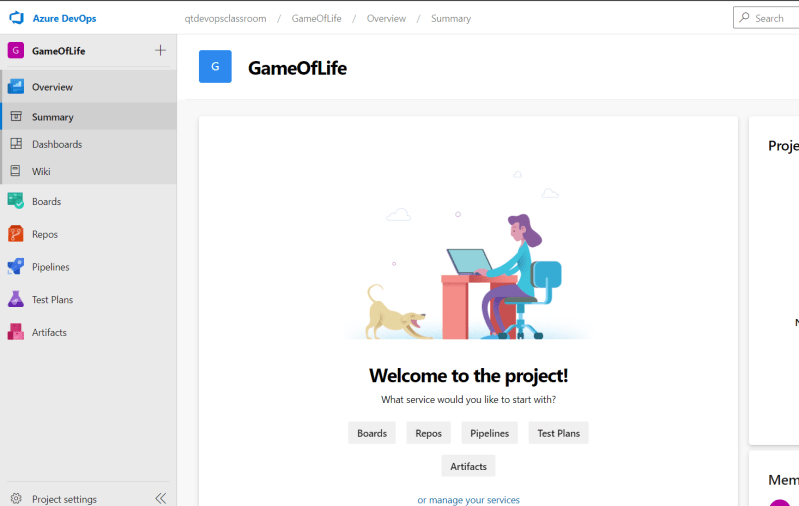 Azure DevOps
qtdevopsclassroom / GameOfLife / Overview / Summary
Search
G
GameOfLife
Overview
Summary
Dashboards
Wiki
Boards
Repos
Pipelines
Test Plans
Artifacts
Project settings
G
GameOfLife
Welcome to the project!
What service would you like to start with?
Boards
Repos
Pipelines
Test Plans
Artifacts
or manage your services
Proje
N
Mem